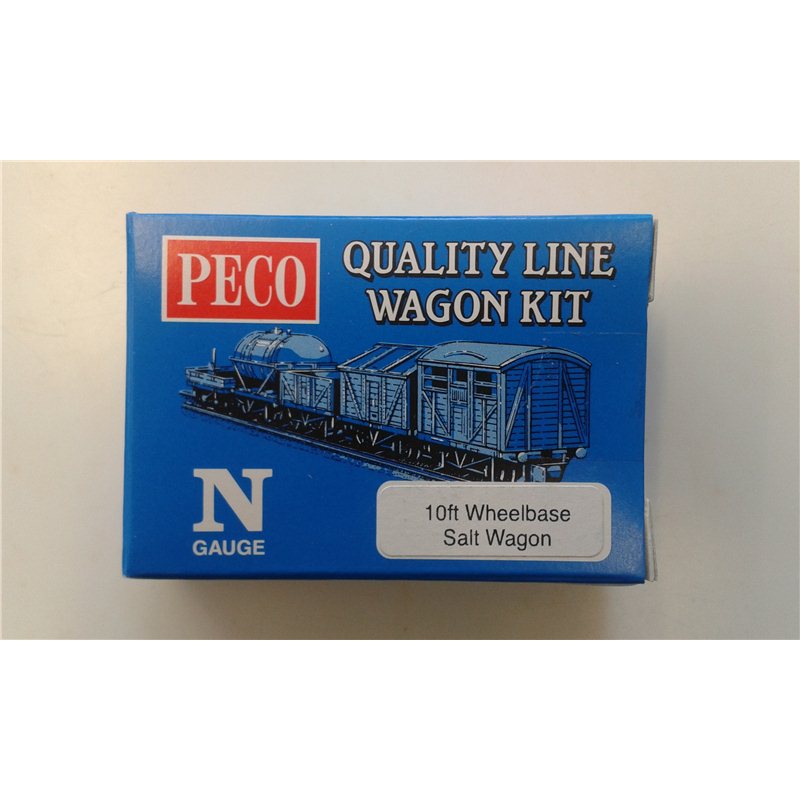 PECO
QUALITY LINE
WAGON KIT
N
GAUGE
10ft Wheelbase
Salt Wagon